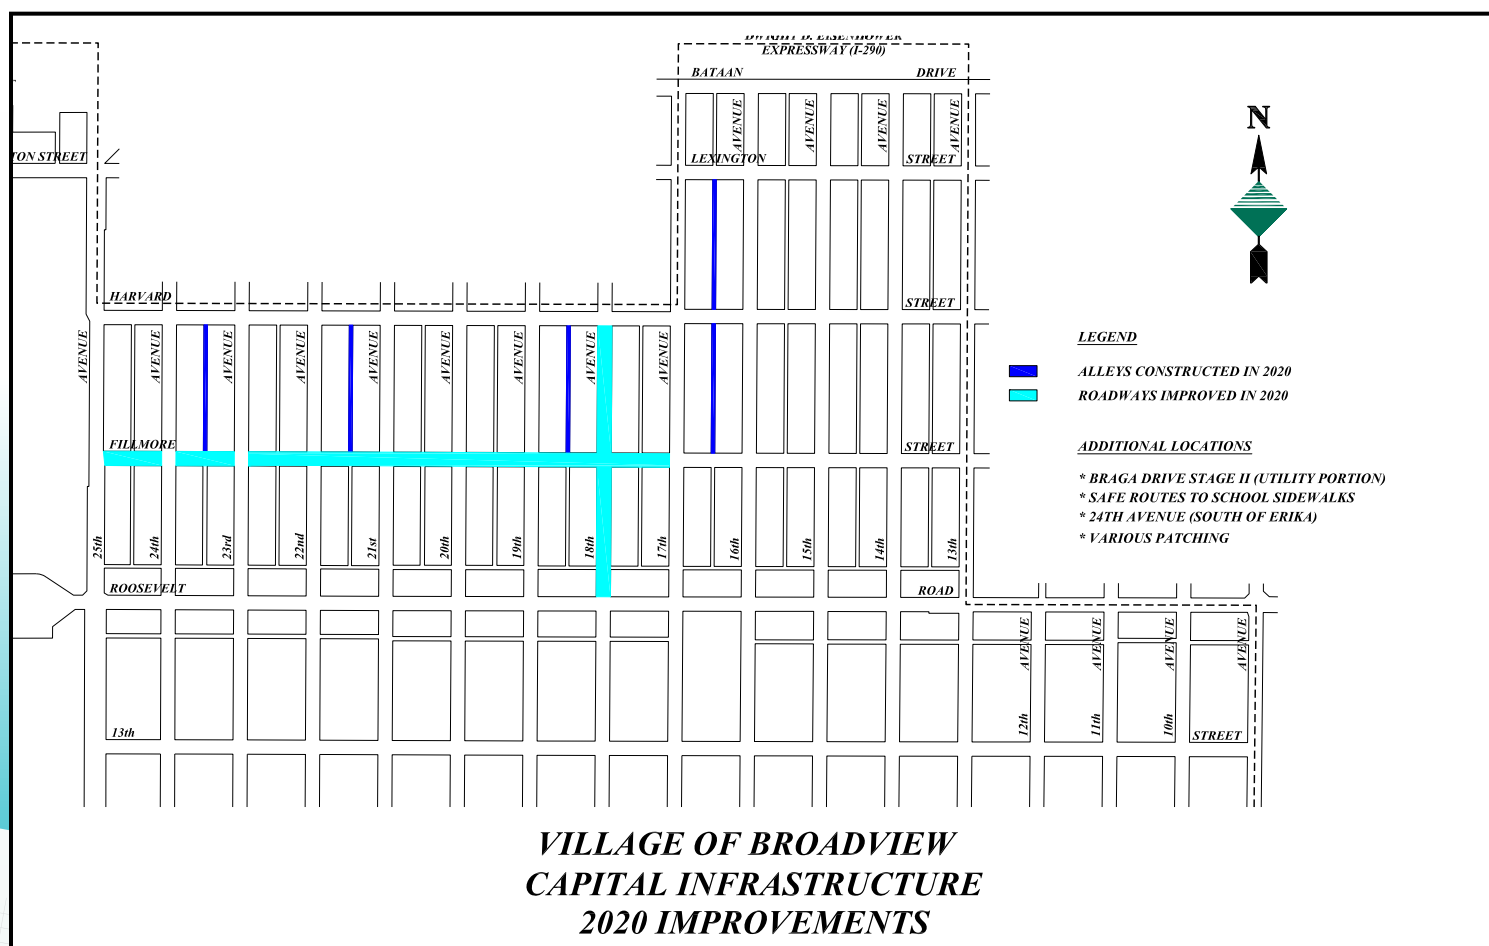 DWIGHT D. EISENHOWER
EXPRESSWAY (I-290)
BATAAN DRIVE
AVENUE AVENUE AVENUE AVENUE
N
TON STREET
LEXINGTON STREET
HARVARD STREET
AVENUE AVENUE AVENUE AVENUE AVENUE AVENUE AVENUE AVENUE AVENUE
LEGEND
ALLEYS CONSTRUCTED IN 2020
ROADWAYS IMPROVED IN 2020
FILLMORE STREET
ADDITIONAL LOCATIONS
* BRAGA DRIVE STAGE II (UTILITY PORTION)
* SAFE ROUTES TO SCHOOL SIDEWALKS
* 24TH AVENUE (SOUTH OF ERIKA)
* VARIOUS PATCHING
25th 24th 23rd 22nd 21st 20th 19th 18th 17th 16th 15th 14th 13th
ROOSEVELT ROAD
AVENUE AVENUE AVENUE AVENUE
12th 11th 10th
13th STREET
VILLAGE OF BROADVIEW
CAPITAL INFRASTRUCTURE
2020 IMPROVEMENTS